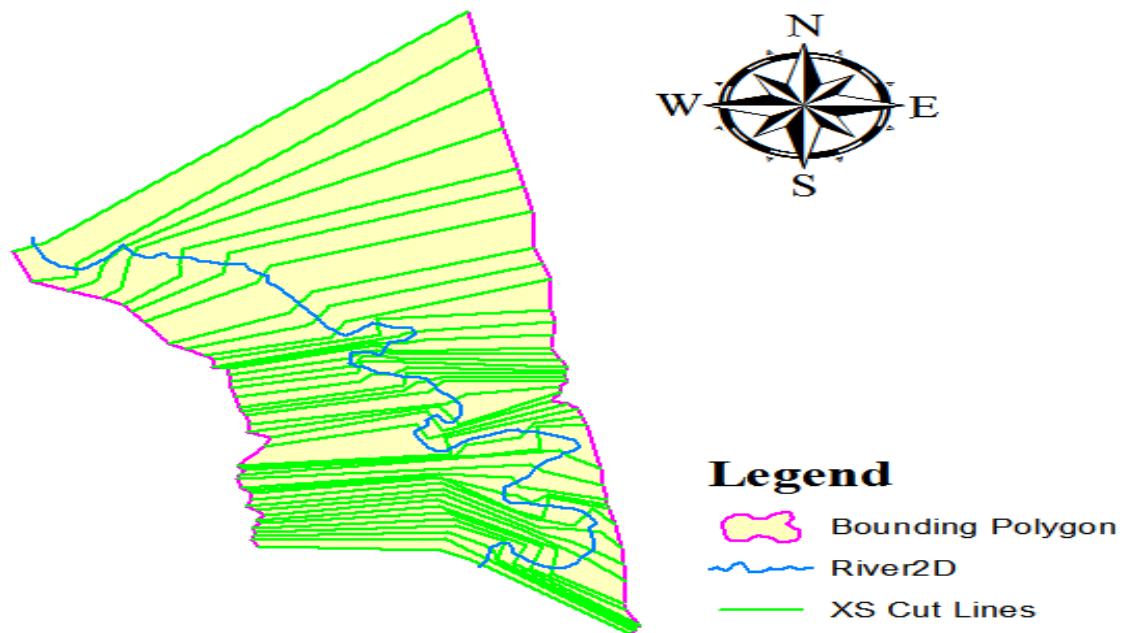 N
W E
S
Legend
Bounding Polygon
River2D
XS Cut Lines